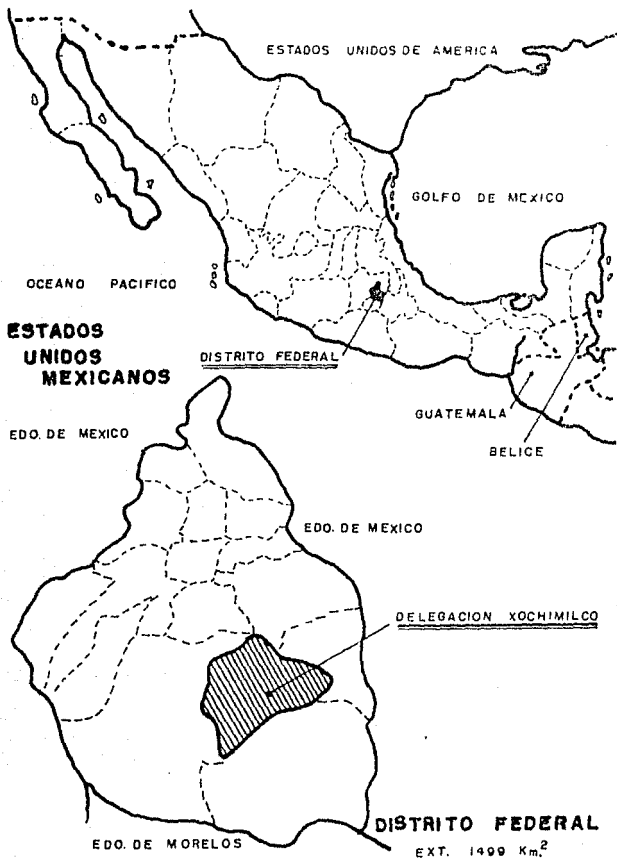 ESTADOS UNIDOS DE AMERICA
GOLFO DE MEXICO
OCEANO PACIFICO
ESTADOS
UNIDOS
MEXICANOS
DISTRITO FEDERAL
GUATEMALA
BELICE
EDO. DE MEXICO
EDO. DE MEXICO
DELEGACION XOCHIMILCO
EDO. DE MORELOS
DISTRITO FEDERAL
EXT. 1499 Km.²